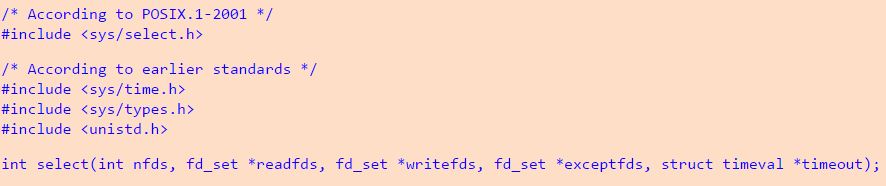 /* According to POSIX.1-2001 */
#include <sys/select.h>
/* According to earlier standards */
#include <sys/time.h>
#include <sys/types.h>
#include <unistd.h>
int select(int nfds, fd_set *readfds, fd_set *writefds, fd_set *exceptfds, struct timeval *timeout);